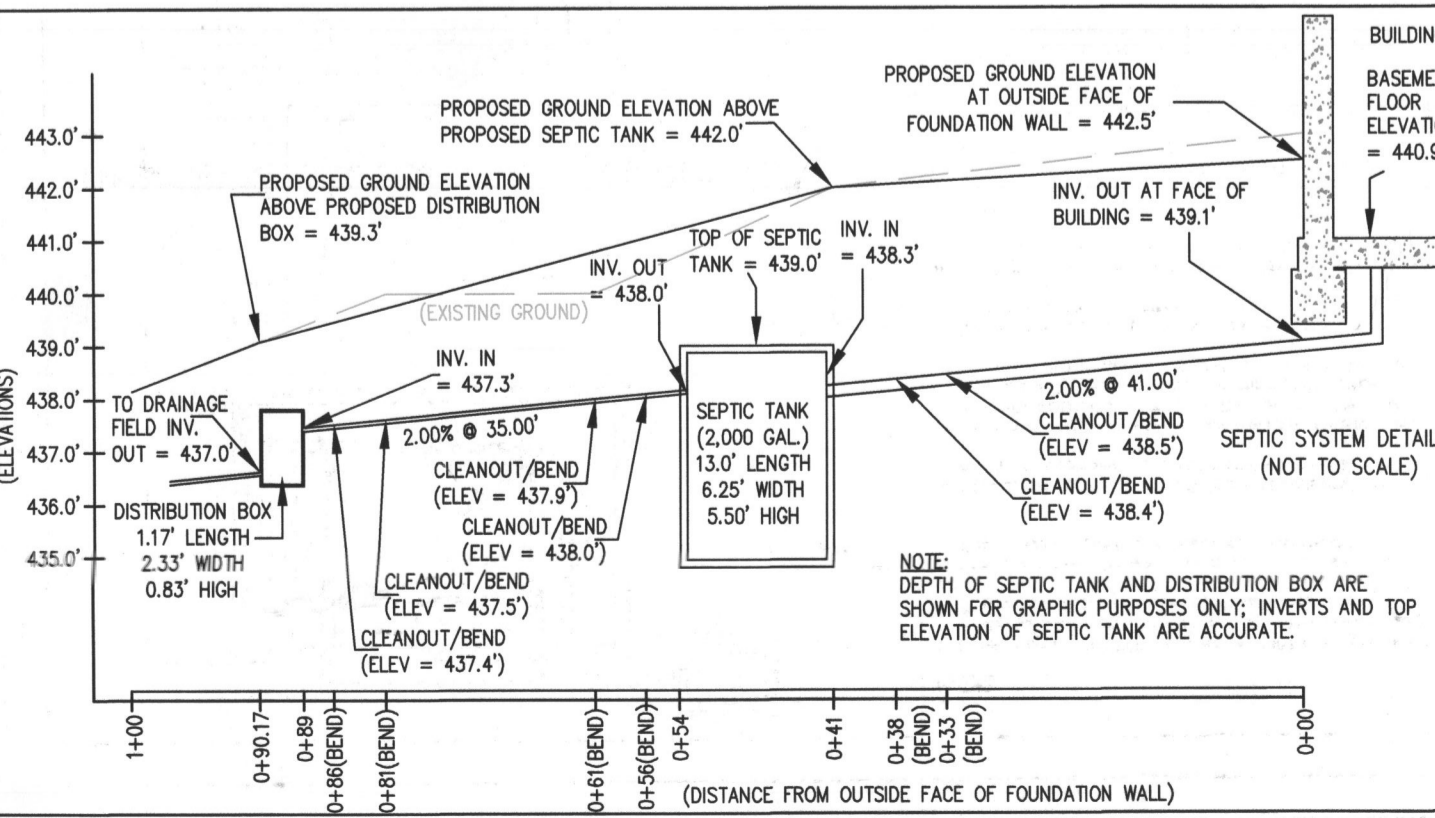 BUILDIN
BASEME
FLOOR
ELEVATI
= 440.9
PROPOSED GROUND ELEVATION
AT OUTSIDE FACE OF
FOUNDATION WALL = 442.5'
PROPOSED GROUND ELEVATION ABOVE
PROPOSED SEPTIC TANK = 442.0'
PROPOSED GROUND ELEVATION
ABOVE PROPOSED DISTRIBUTION
BOX = 439.3'
443.0'
442.0'
441.0'
440.0'
439.0'
438.0'
437.0'
436.0'
435.0'
(ELEVATIONS)
INV. OUT AT FACE OF
BUILDING = 439.1'
TOP OF SEPTIC
TANK = 439.0'
INV. IN
= 438.3'
INV. OUT
= 438.0'
(EXISTING GROUND)
INV. IN
= 437.3'
TO DRAINAGE
FIELD INV.
OUT = 437.0'
2.00% @ 35.00'
2.00% @ 41.00'
SEPTIC TANK
(2,000 GAL.)
13.0' LENGTH
6.25' WIDTH
5.50' HIGH
CLEANOUT/BEND
(ELEV = 438.5')
CLEANOUT/BEND
(ELEV = 438.4')
SEPTIC SYSTEM DETAIL
(NOT TO SCALE)
CLEANOUT/BEND
(ELEV = 437.9')
CLEANOUT/BEND
(ELEV = 438.0')
DISTRIBUTION BOX
1.17' LENGTH
2.33' WIDTH
0.83' HIGH
CLEANOUT/BEND
(ELEV = 437.5')
CLEANOUT/BEND
(ELEV = 437.4')
NOTE:
DEPTH OF SEPTIC TANK AND DISTRIBUTION BOX ARE
SHOWN FOR GRAPHIC PURPOSES ONLY; INVERTS AND TOP
ELEVATION OF SEPTIC TANK ARE ACCURATE.
1+00
0+90.17
0+89
0+86(BEND)
0+81(BEND)
0+61(BEND)
0+56(BEND)
0+54
0+41
0+38
(BEND)
0+33
(BEND)
0+00
(DISTANCE FROM OUTSIDE FACE OF FOUNDATION WALL)